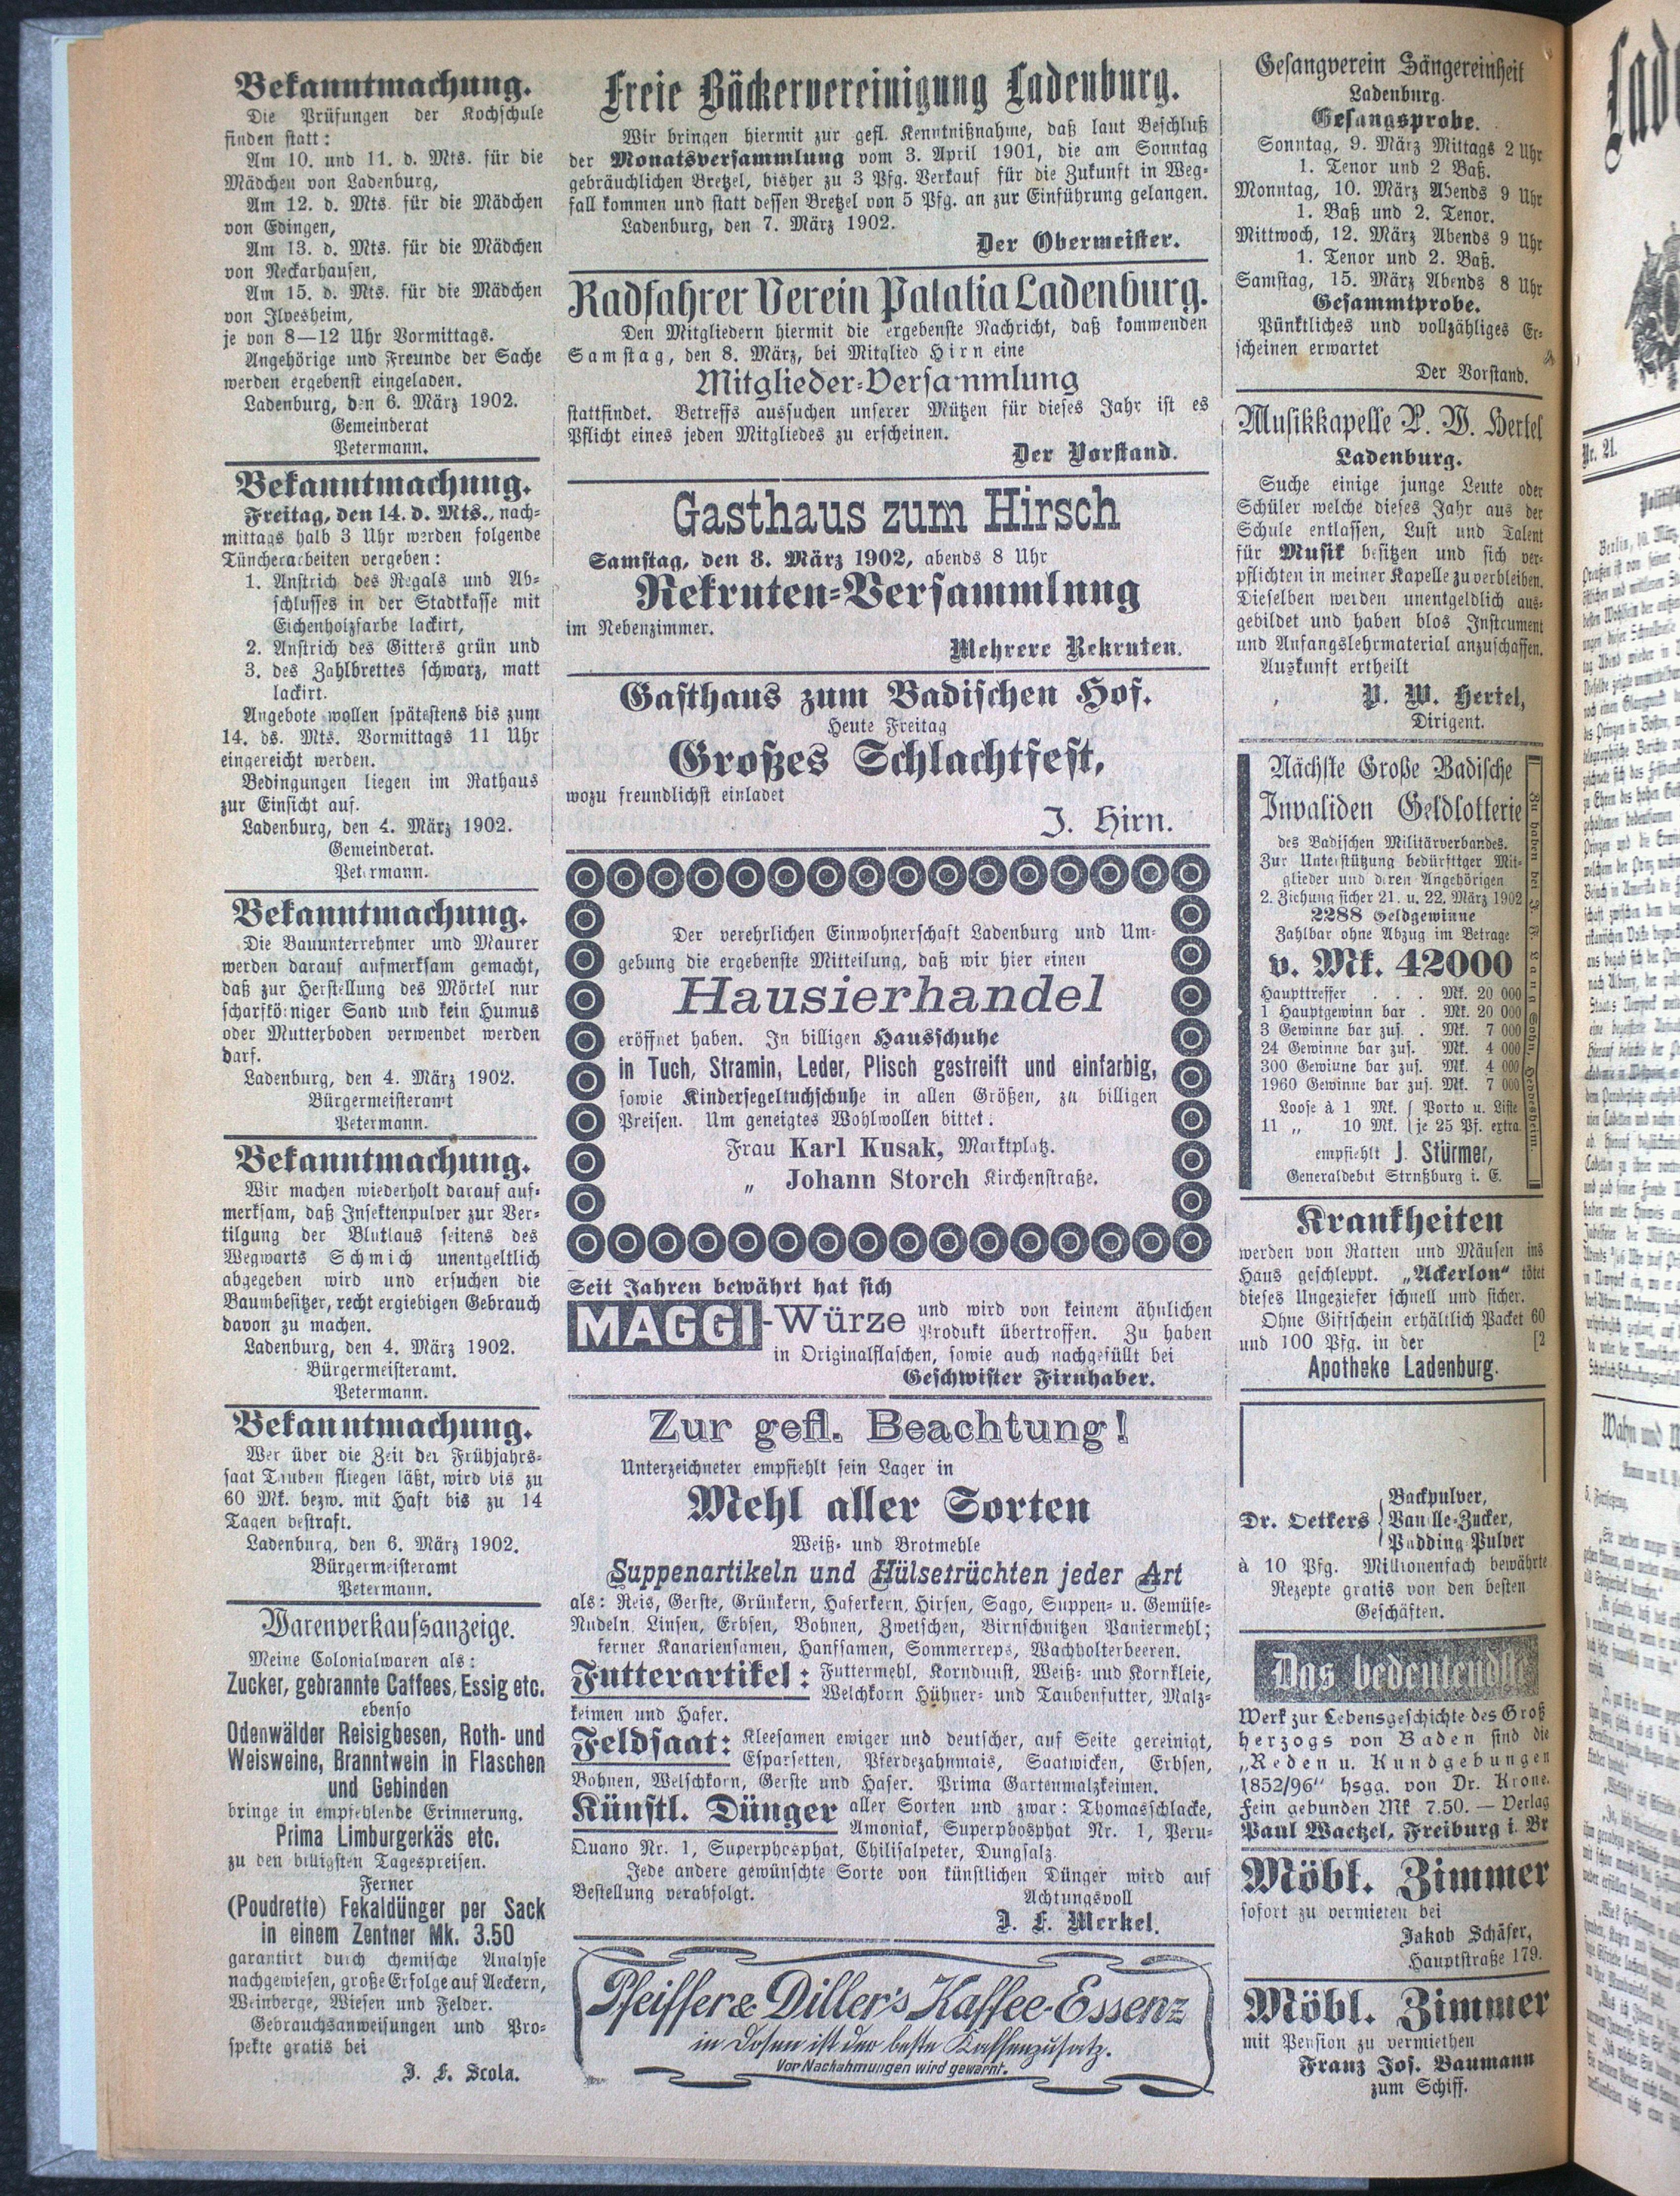 Bekanntmachung.
Die Prüfungen der Kochschule
finden statt:
Am 10. und 11. d. Mts. für die
Mädchen von Ladenburg,
Am 12. d. Mts. für die Mädchen
von Edingen,
Am 13. d. Mts. für die Mädchen
von Neckarhausen,
Am 15. d. Mts. für die Mädchen
von Ilvesheim,
je von 8—12 Uhr Vormittags.
Angehörige und Freunde der Sache
werden ergebenst eingeladen.
Ladenburg, den 6. März 1902.
Gemeinderat
Petermann.
Bekanntmachung.
Freitag, den 14. d. Mts., nach-
mittags halb 3 Uhr werden folgende
Tüncherarbeiten vergeben:
1. Anstrich des Regals und Ab-
schlusses in der Stadtkasse mit
Eichenholzfarbe lackirt,
2. Anstrich des Gitters grün und
3. des Zahlbrettes schwarz, matt
lackirt.
Angebote wollen spätestens bis zum
14. ds. Mts. Vormittags 11 Uhr
eingereicht werden.
Bedingungen liegen im Rathaus
zur Einsicht auf.
Ladenburg, den 4. März 1902.
Gemeinderat.
Petermann.
Bekanntmachung.
Die Bauunterrehmer und Maurer
werden darauf aufmerksam gemacht,
daß zur Herstellung des Mörtel nur
scharfkörniger Sand und kein Humus
oder Mutterboden verwendet werden
darf.
Ladenburg, den 4. März 1902.
Bürgermeisteramt
Petermann.
Bekanntmachung.
Wir machen wiederholt darauf auf-
merksam, daß Insektenpulver zur Ver-
tilgung der Blutlaus seitens des
Wegwarts Schmich unentgeltlich
abgegeben wird und ersuchen die
Baumbesitzer, recht ergiebigen Gebrauch
davon zu machen.
Ladenburg, den 4. März 1902.
Bürgermeisteramt.
Petermann.
Bekanntmachung.
Wer über die Zeit der Frühjahrs-
saat Tauben fliegen läßt, wird bis zu
60 Mk. bezw. mit Haft bis zu 14
Tagen bestraft.
Ladenburg, den 6. März 1902.
Bürgermeisteramt
Petermann.
Warenverkaufsanzeige.
Meine Colonialwaren als:
Zucker, gebrannte Caffees, Essig etc.
ebenso
Odenwälder Reisigbesen, Roth- und
Weisweine, Branntwein in Flaschen
und Gebinden
bringe in empfehlende Erinnerung.
Prima Limburgerkäs etc.
zu den billigsten Tagespreisen.
Ferner
(Poudrette) Fekaldünger per Sack
in einem Zentner Mk. 3.50
garantirt durch chemische Analyse
nachgewiesen, große Erfolge auf Aeckern,
Weinberge, Wiesen und Felder.
Gebrauchsanweisungen und Pro-
spekte gratis bei
J. F. Scola.
Freie Bäckervereinigung Ladenburg.
Wir bringen hiermit zur gefl. Kenntnißnahme, daß laut Beschluß
der Monatsversammlung vom 3. April 1901, die am Sonntag
gebräuchlichen Bretzel, bisher zu 3 Pfg. Verkauf für die Zukunft in Weg-
fall kommen und statt dessen Bretzel von 5 Pfg. an zur Einführung gelangen.
Ladenburg, den 7. März 1902.
Der Obermeister.
Radfahrer Verein Palatia Ladenburg.
Den Mitgliedern hiermit die ergebenste Nachricht, daß kommenden
Samstag, den 8. März, bei Mitglied Hirn eine
Mitglieder-Versammlung
stattfindet. Betreffs aussuchen unserer Mützen für dieses Jahr ist es
Pflicht eines jeden Mitgliedes zu erscheinen.
Der Vorstand.
Gasthaus zum Hirsch
Samstag, den 8. März 1902, abends 8 Uhr
Rekruten-Versammlung
im Nebenzimmer.
Mehrere Rekruten.
Gasthaus zum Badischen Hof.
Heute Freitag
Großes Schlachtfest,
wozu freundlichst einladet
J. Hirn.
Der verehrlichen Einwohnerschaft Ladenburg und Um-
gebung die ergebenste Mitteilung, daß wir hier einen
Hausierhandel
eröffnet haben. In billigen Hausschuhe
in Tuch, Stramin, Leder, Plisch gestreift und einfarbig,
sowie Kindersegeltuchschuhe in allen Größen, zu billigen
Preisen. Um geneigtes Wohlwollen bittet:
Frau Karl Kusak, Marktplatz.
„ Johann Storch Kirchenstraße.
Seit Jahren bewährt hat sich
MAGGI-Würze und wird von keinem ähnlichen
Produkt übertroffen. Zu haben
in Originalflaschen, sowie auch nachgefüllt bei
Geschwister Firnhaber.
Zur gefl. Beachtung!
Unterzeichneter empfiehlt sein Lager in
Mehl aller Sorten
Weiß- und Brotmehle
Suppenartikeln und Hülsefrüchten jeder Art
als: Reis, Gerste, Grünkern, Haferkern, Hirsen, Sago, Suppen- u. Gemüse-
Nudeln, Linsen, Erbsen, Bohnen, Zwetschen, Birnschnitzen Paniermehl;
ferner Kanariensamen, Hanfsamen, Sommerreps, Wachholterbeeren.
Futterartikel: Futtermehl, Korndunst, Weiß- und Kornkleie,
Welchkorn Hühner- und Taubenfutter, Malz-
keimen und Hafer.
Feldsaat: Kleesamen ewiger und deutscher, auf Seite gereinigt,
Esparsetten, Pferdezahnmais, Saatwicken, Erbsen,
Bohnen, Welschkorn, Gerste und Hafer. Prima Gartenmalzkeimen.
Künstl. Dünger aller Sorten und zwar: Thomasschlacke,
Amoniak, Superphosphat Nr. 1, Peru-
Quano Nr. 1, Superphosphat, Chilisalpeter, Dungsalz
Jede andere gewünschte Sorte von künstlichen Dünger wird auf
Bestellung verabfolgt.
Achtungsvoll
J. F. Merkel.
Pfeiffer & Diller's Kaffee-Essenz
in Dosen ist der beste Kaffeezusatz.
Vor Nachahmungen wird gewarnt.
Gesangverein Sängereinheit
Ladenburg.
Gesangsprobe.
Sonntag, 9. März Mittags 2 Uhr
1. Tenor und 2 Baß.
Monntag, 10. März Abends 9 Uhr
1. Baß und 2. Tenor.
Mittwoch, 12. März Abends 9 Uhr
1. Tenor und 2. Baß.
Samstag, 15. März Abends 8 Uhr
Gesammtprobe.
Pünktliches und vollzähliges Er-
scheinen erwartet
Der Vorstand.
Musikkapelle P. W. Hertel
Ladenburg.
Suche einige junge Leute oder
Schüler welche dieses Jahr aus der
Schule entlassen, Lust und Talent
für Musik besitzen und sich ver-
pflichten in meiner Kapelle zu verbleiben.
Dieselben werden unentgeldlich aus-
gebildet und haben blos Instrument
und Anfangslehrmaterial anzuschaffen.
Auskunft ertheilt
P. W. Hertel,
Dirigent.
Nächste Große Badische
Invaliden Geldlotterie
des Badischen Militärverbandes.
Zur Unterstützung bedürftiger Mit-
glieder und deren Angehörigen
2. Ziehung sicher 21. u. 22. März 1902
2288 Geldgewinne
Zahlbar ohne Abzug im Betrage
v. Mk. 42000
Haupttreffer . . . Mk. 20 000
1 Hauptgewinn bar . Mk. 20 000
3 Gewinne bar zus. . Mk. 7 000
24 Gewinne bar zus. Mk. 4 000
300 Gewiune bar zus. Mk. 4 000
1960 Gewinne bar zus. Mk. 7 000
Loose à 1 Mk. { Porto u. Liste
11 „ 10 Mk. { je 25 Pf. extra.
empfiehlt J. Stürmer,
Generaldebit Strnßburg i. E.
Zu haben bei J. F. Lang Sohn, Heddesheim.
Krankheiten
werden von Ratten und Mäusen ins
Haus geschleppt. „Ackerlon“ tötet
dieses Ungeziefer schnell und sicher.
Ohne Giftschein erhältlich Packet 60
und 100 Pfg. in der [2
Apotheke Ladenburg.
Dr. Oetkers { Backpulver,
Vanille-Zucker,
Pudding Pulver
à 10 Pfg. Millionenfach bewährte
Rezepte gratis von den besten
Geschäften.
Das bedeutendste
Werk zur Lebensgeschichte des Groß
herzogs von Baden sind die
„Reden u. Kundgebungen
1852/96“ hsgg. von Dr. Krone.
Fein gebunden Mk 7.50. — Verlag
Paul Waetzel, Freiburg i. Br
Möbl. Zimmer
sofort zu vermieten bei
Jakob Schäfer,
Hauptstraße 179.
Möbl. Zimmer
mit Pension zu vermiethen
Franz Jos. Baumann
zum Schiff.
Nr. 21.